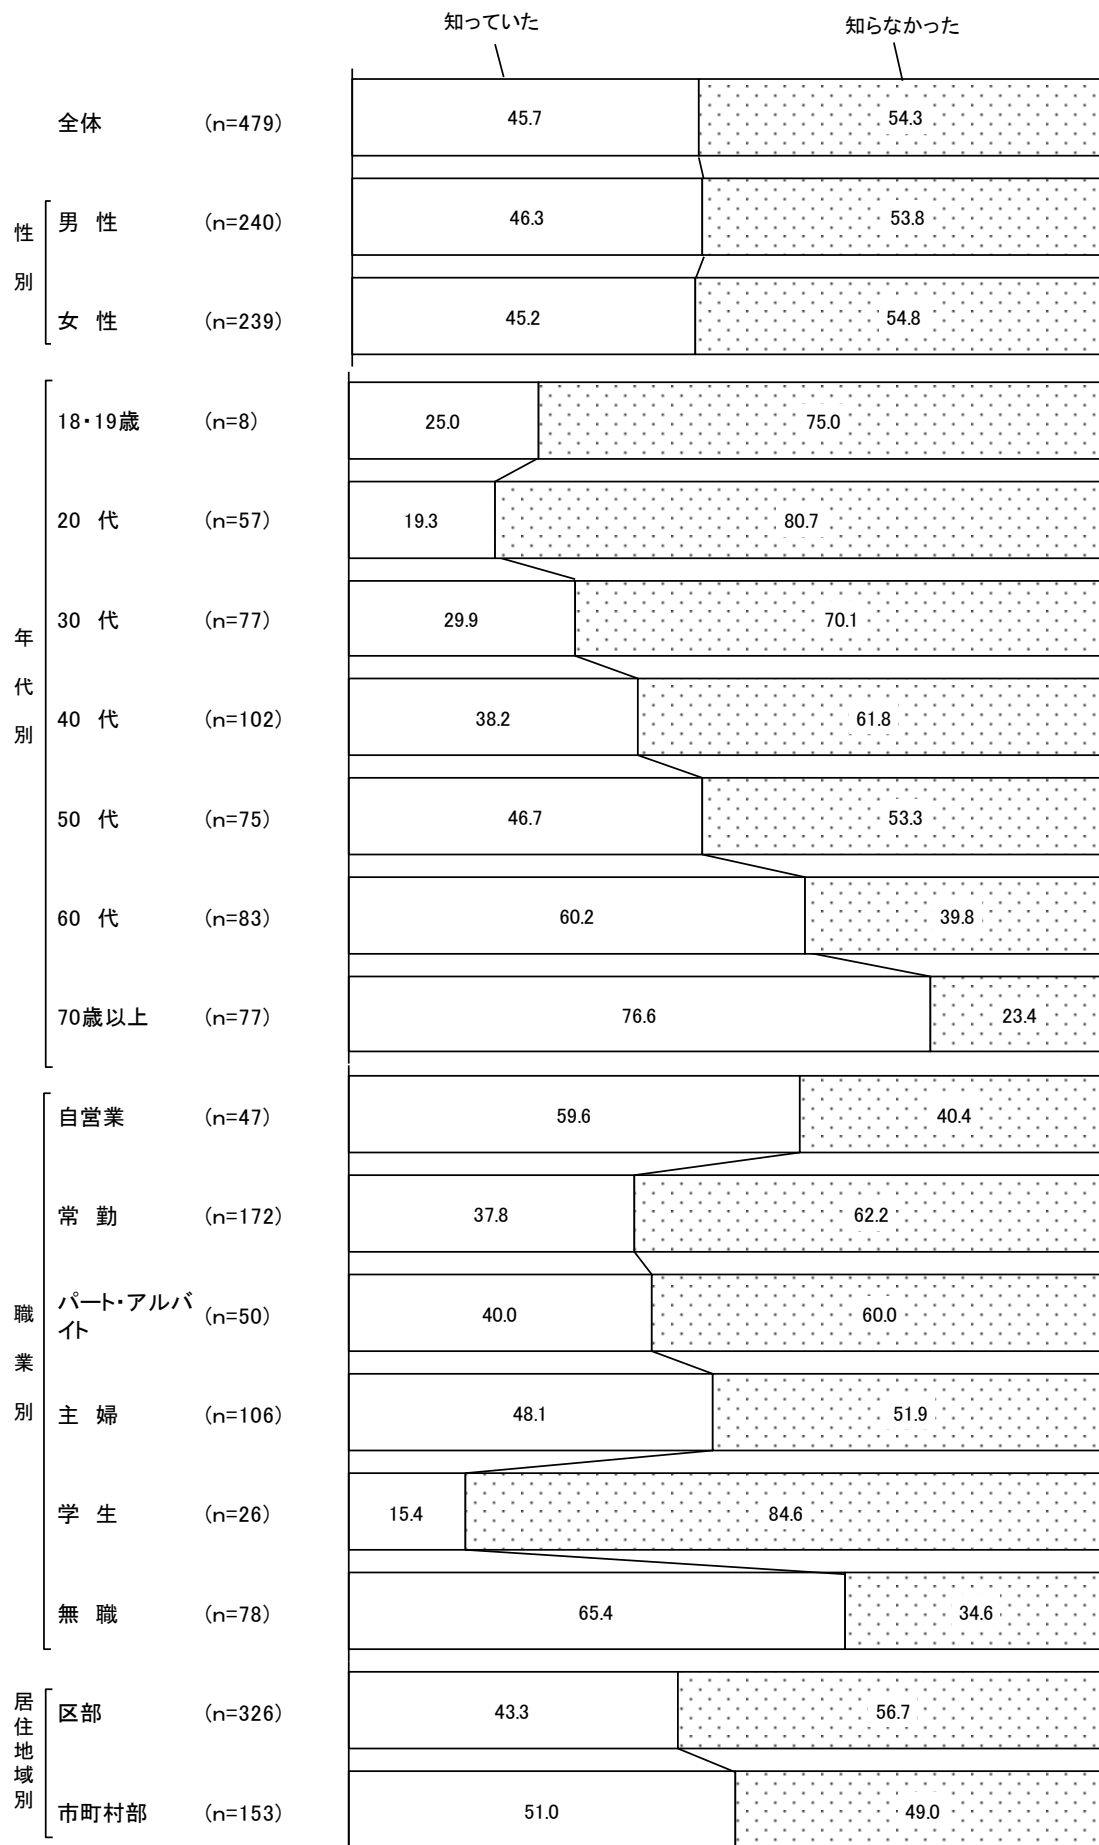 知っていた 知らなかった
全体 (n=479) 45.7 54.3
性別
男 性 (n=240) 46.3 53.8
女 性 (n=239) 45.2 54.8
年代別
18・19歳 (n=8) 25.0 75.0
20 代 (n=57) 19.3 80.7
30 代 (n=77) 29.9 70.1
40 代 (n=102) 38.2 61.8
50 代 (n=75) 46.7 53.3
60 代 (n=83) 60.2 39.8
70歳以上 (n=77) 76.6 23.4
職業別
自営業 (n=47) 59.6 40.4
常 勤 (n=172) 37.8 62.2
パート・アルバ
イト (n=50) 40.0 60.0
主 婦 (n=106) 48.1 51.9
学 生 (n=26) 15.4 84.6
無 職 (n=78) 65.4 34.6
居住地域別
区部 (n=326) 43.3 56.7
市町村部 (n=153) 51.0 49.0